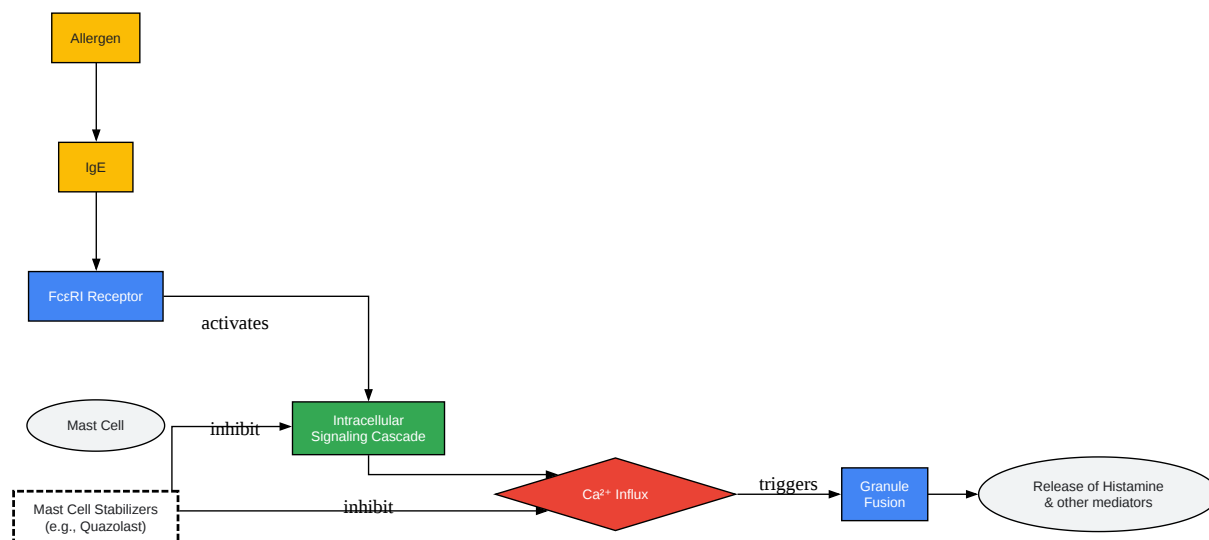 Allergen
IgE
FcεRI Receptor
activates
Mast Cell
inhibit
Intracellular
Signaling Cascade
Mast Cell Stabilizers
(e.g., Quazolast)
inhibit
Ca²⁺ Influx
triggers
Granule
Fusion
Release of Histamine
& other mediators